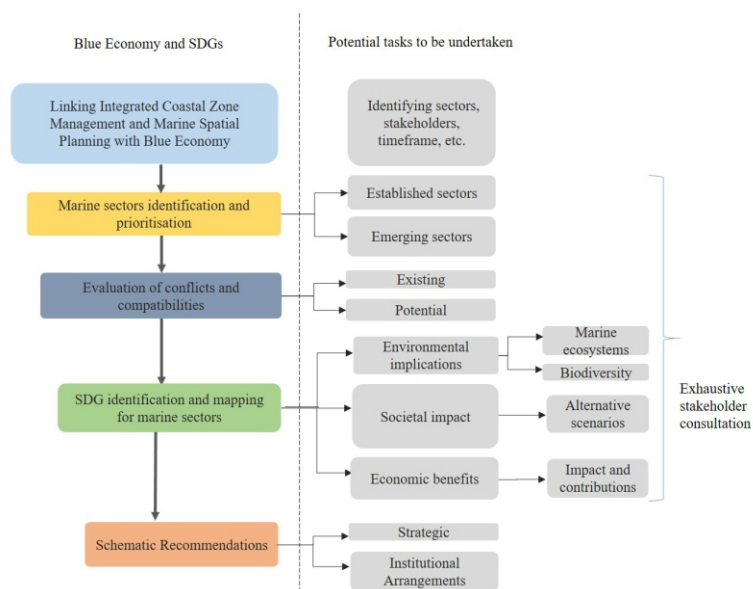 Blue Economy and SDGs
Potential tasks to be undertaken
Linking Integrated Coastal Zone
Management and Marine Spatial
Planning with Blue Economy
Identifying sectors,
stakeholders,
timeframe, etc.
Marine sectors identification and
prioritisation
Established sectors
Emerging sectors
Evaluation of conflicts and
compatibilities
Existing
Potential
SDG identification and mapping
for marine sectors
Environmental
implications
Marine
ecosystems
Biodiversity
Societal impact
Alternative
scenarios
Economic benefits
Impact and
contributions
Exhaustive
stakeholder
consultation
Schematic Recommendations
Strategic
Institutional
Arrangements